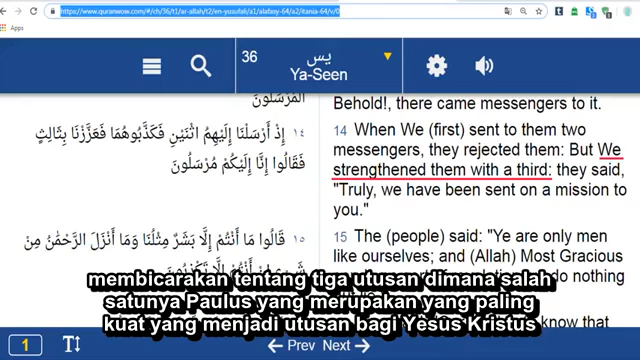 https://www.quranwow.com/#/ch/36/t1/ar-allah/t2/en-yusufali/a1/alafasy-64/a2/itania-64/v/0
Apps
36
يس
Ya-Seen
المُرْسَلُونَ
١٤ إِذْ أَرْسَلْنَا إِلَيْهِمُ اثْنَيْنِ فَكَذَّبُوهُمَا فَعَزَّزْنَا بِثَالِثٍ
فَقَالُوا إِنَّا إِلَيْكُمْ مُرْسَلُونَ
١٥ قَالُوا مَا أَنْتُمْ إِلَّا بَشَرٌ مِثْلُنَا وَمَا أَنْزَلَ الرَّحْمَٰنُ مِنْ
Behold!, there came messengers to it.
14 When We (first) sent to them two
messengers, they rejected them: But We
strengthened them with a third: they said,
"Truly, we have been sent on a mission to
you."
15 The (people) said: "Ye are only men
like ourselves; and (Allah) Most Gracious
do nothing
know that
membicarakan tentang tiga utusan dimana salah
satunya Paulus yang merupakan yang paling
kuat yang menjadi utusan bagi Yesus Kristus
1
Prev Next